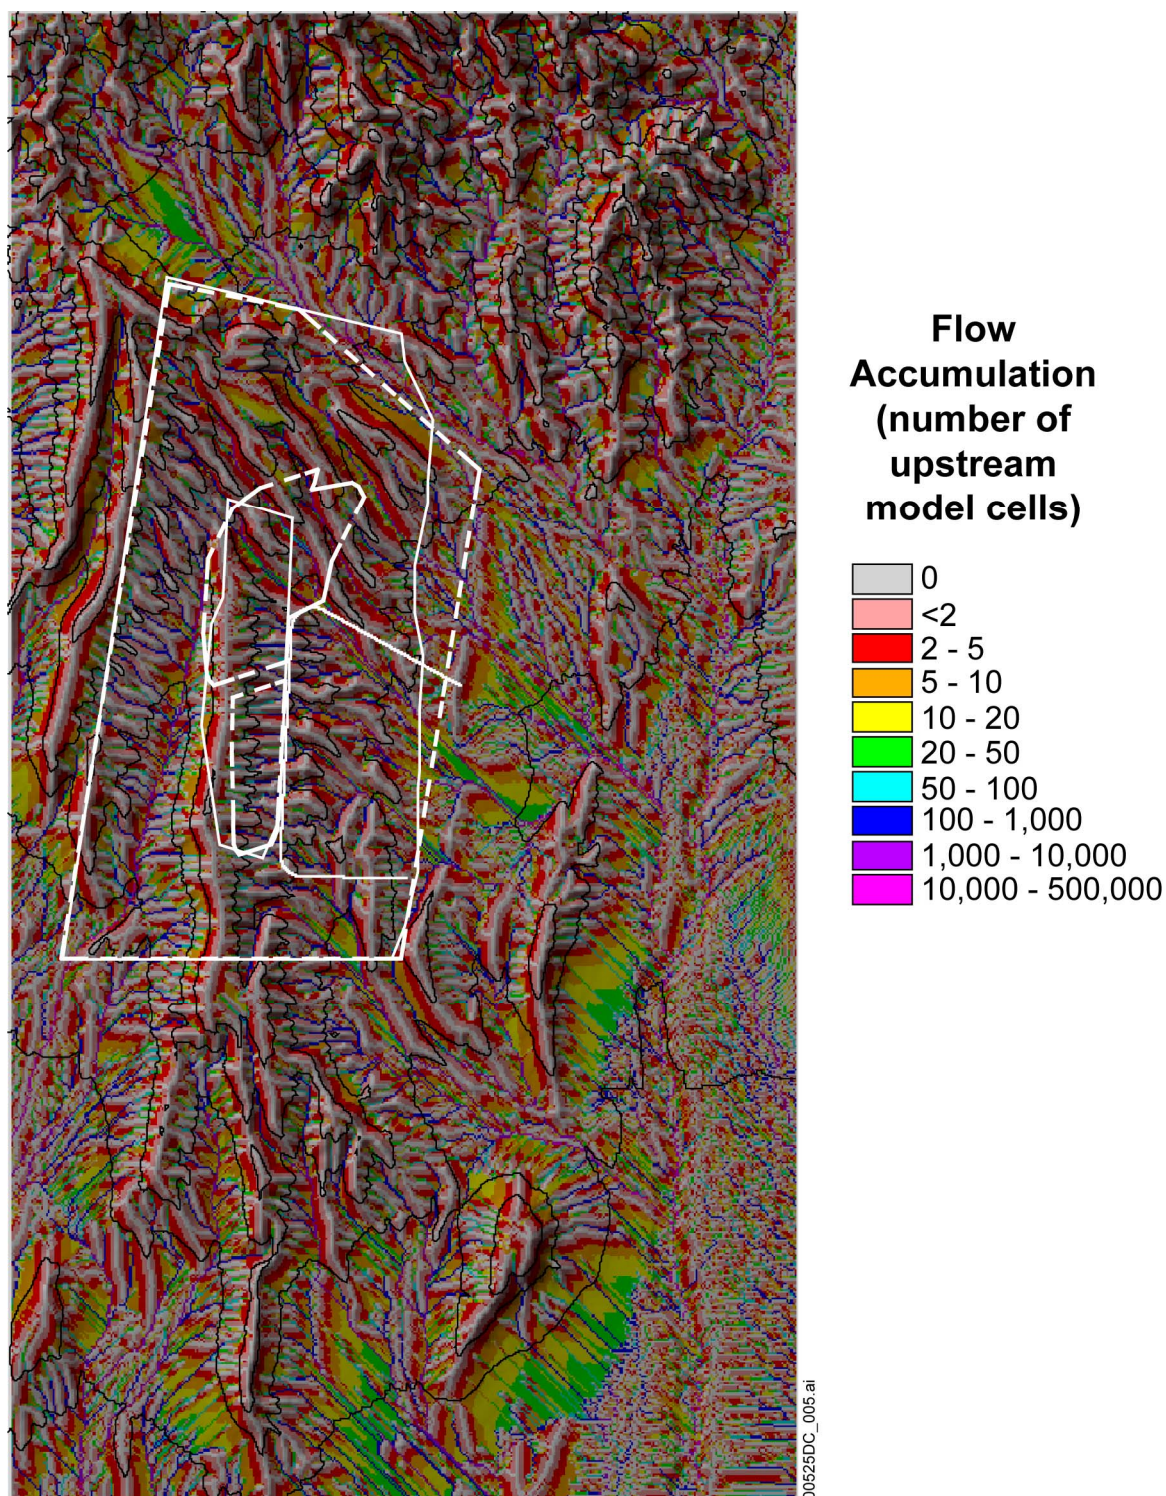 Flow
Accumulation
(number of
upstream
model cells)
0
<2
2 - 5
5 - 10
10 - 20
20 - 50
50 - 100
100 - 1,000
1,000 - 10,000
10,000 - 500,000
00525DC_005.ai